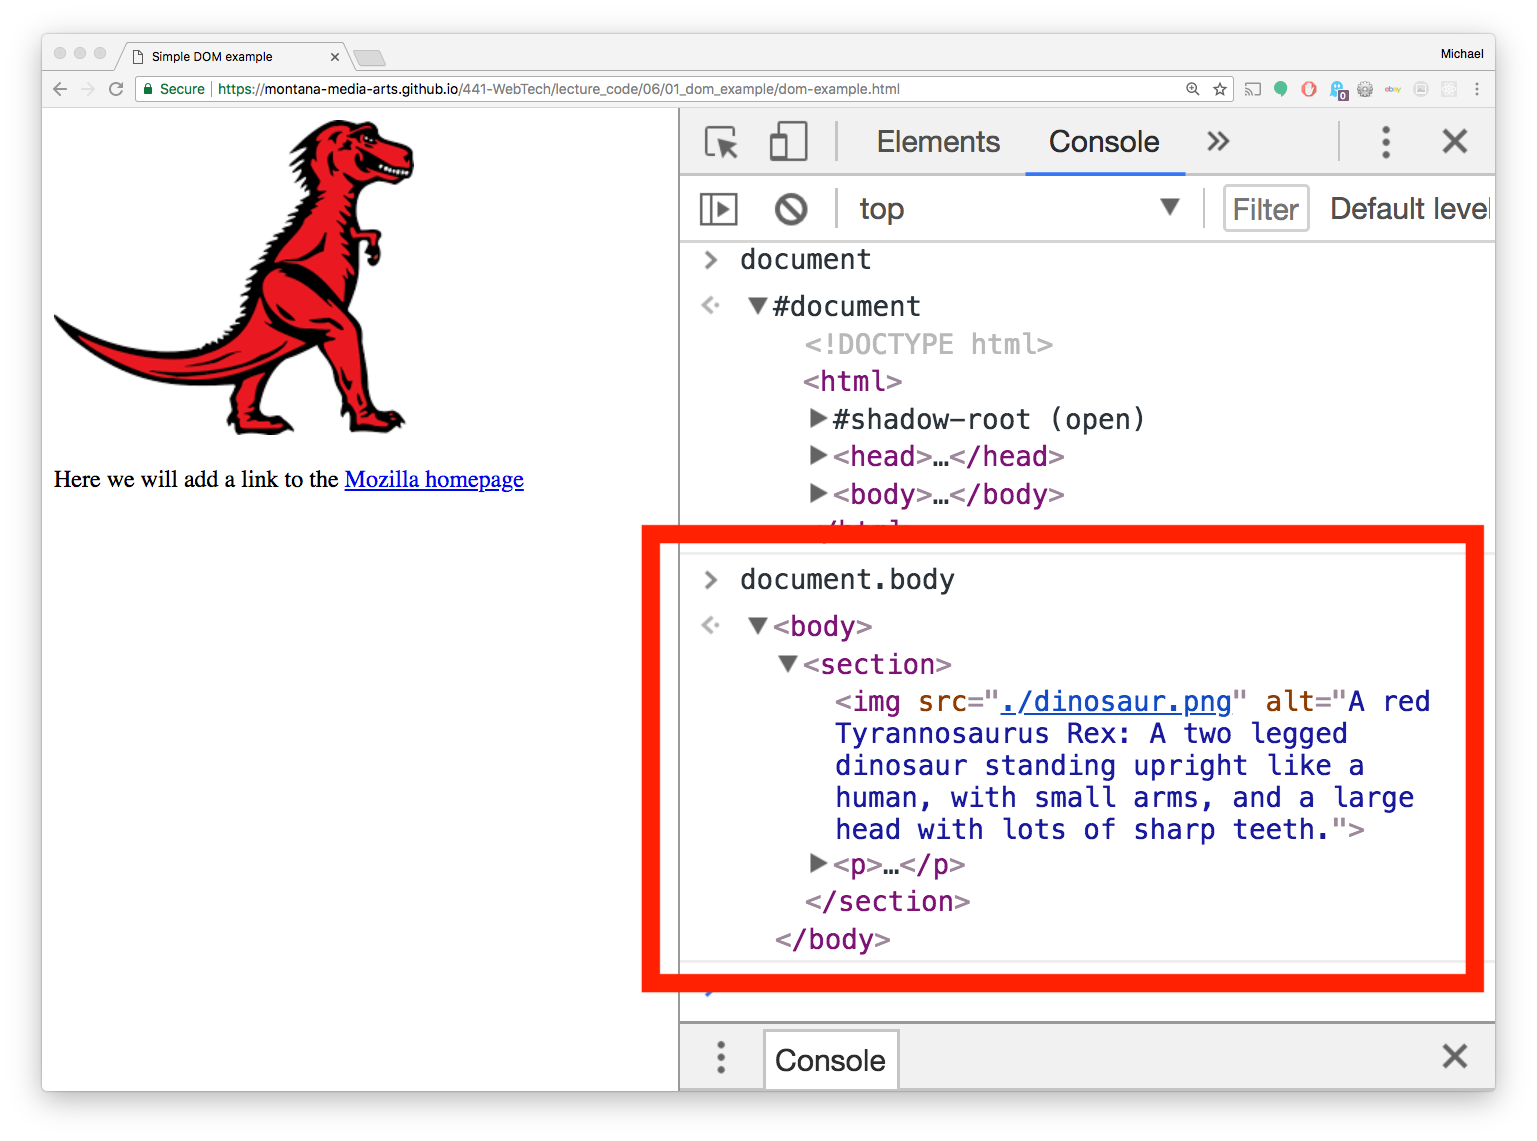 Simple DOM example
Michael
Secure
https://montana-media-arts.github.io/441-WebTech/lecture_code/06/01_dom_example/dom-example.html
0
ebay
Here we will add a link to the Mozilla homepage
Elements Console
top Filter Default level
document
#document
<!DOCTYPE html>
<html>
#shadow-root (open)
<head>…</head>
<body>…</body>
document.body
<body>
<section>
<img src="./dinosaur.png" alt="A red
Tyrannosaurus Rex: A two legged
dinosaur standing upright like a
human, with small arms, and a large
head with lots of sharp teeth.">
<p>…</p>
</section>
</body>
Console